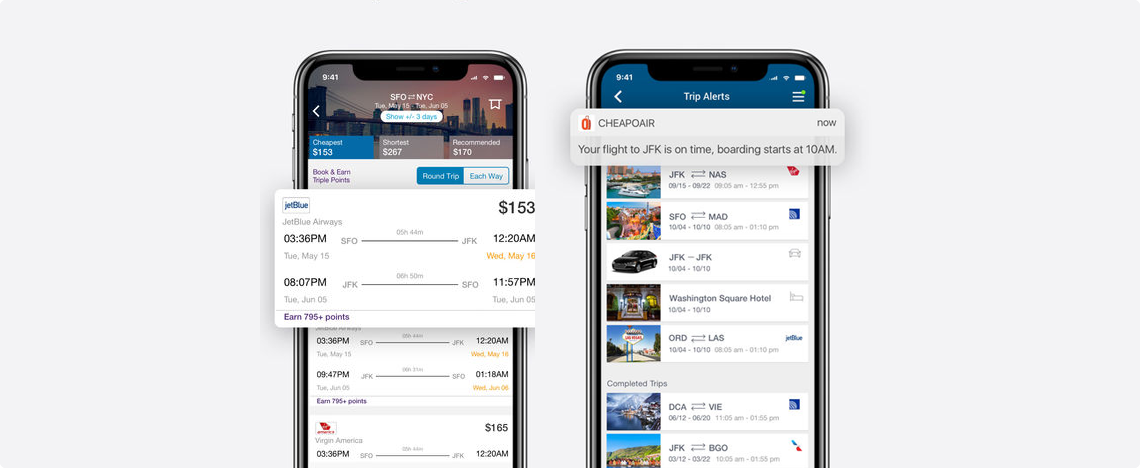 9:41
SFO ⇌ NYC
Tue, May 15 - Tue, Jun 05
Show +/- 3 days
Cheapest
$153
Shortest
$267
Recommended
$170
Book & Earn
Triple Points
Round Trip
Each Way
jetBlue
$153
JetBlue Airways
05h 44m
03:36PM SFO JFK 12:20AM
Tue, May 15 Wed, May 16
06h 50m
08:07PM JFK SFO 11:57PM
Tue, Jun 05 Tue, Jun 05
Earn 795+ points
JetBlue Airways
05h 44m
03:36PM SFO JFK 12:20AM
Tue, May 15 Wed, May 16
06h 31m
09:47PM JFK SFO 01:18AM
Tue, Jun 05 Wed, Jun 06
Earn 795+ points
america
$165
Virgin America
05h 44m
03:36PM SFO JFK 12:20AM
9:41
Trip Alerts
CHEAPOAIR now
Your flight to JFK is on time, boarding starts at 10AM.
JFK ⇌ NAS
09/15 - 09/22 09:05 am - 12:55 pm
SFO ⇌ MAD
10/04 - 10/10 08:05 am - 01:10 pm
JFK — JFK
10/04 - 10/10
Washington Square Hotel
10/04 - 10/10
LAS VEGAS
ORD ⇌ LAS
jetBlue
10/04 - 10/10 08:05 am - 01:10 pm
Completed Trips
DCA ⇌ VIE
06/12 - 06/20 11:05 am - 01:55 pm
JFK ⇌ BGO
03/12 - 03/22 10:05 am - 01:55 pm